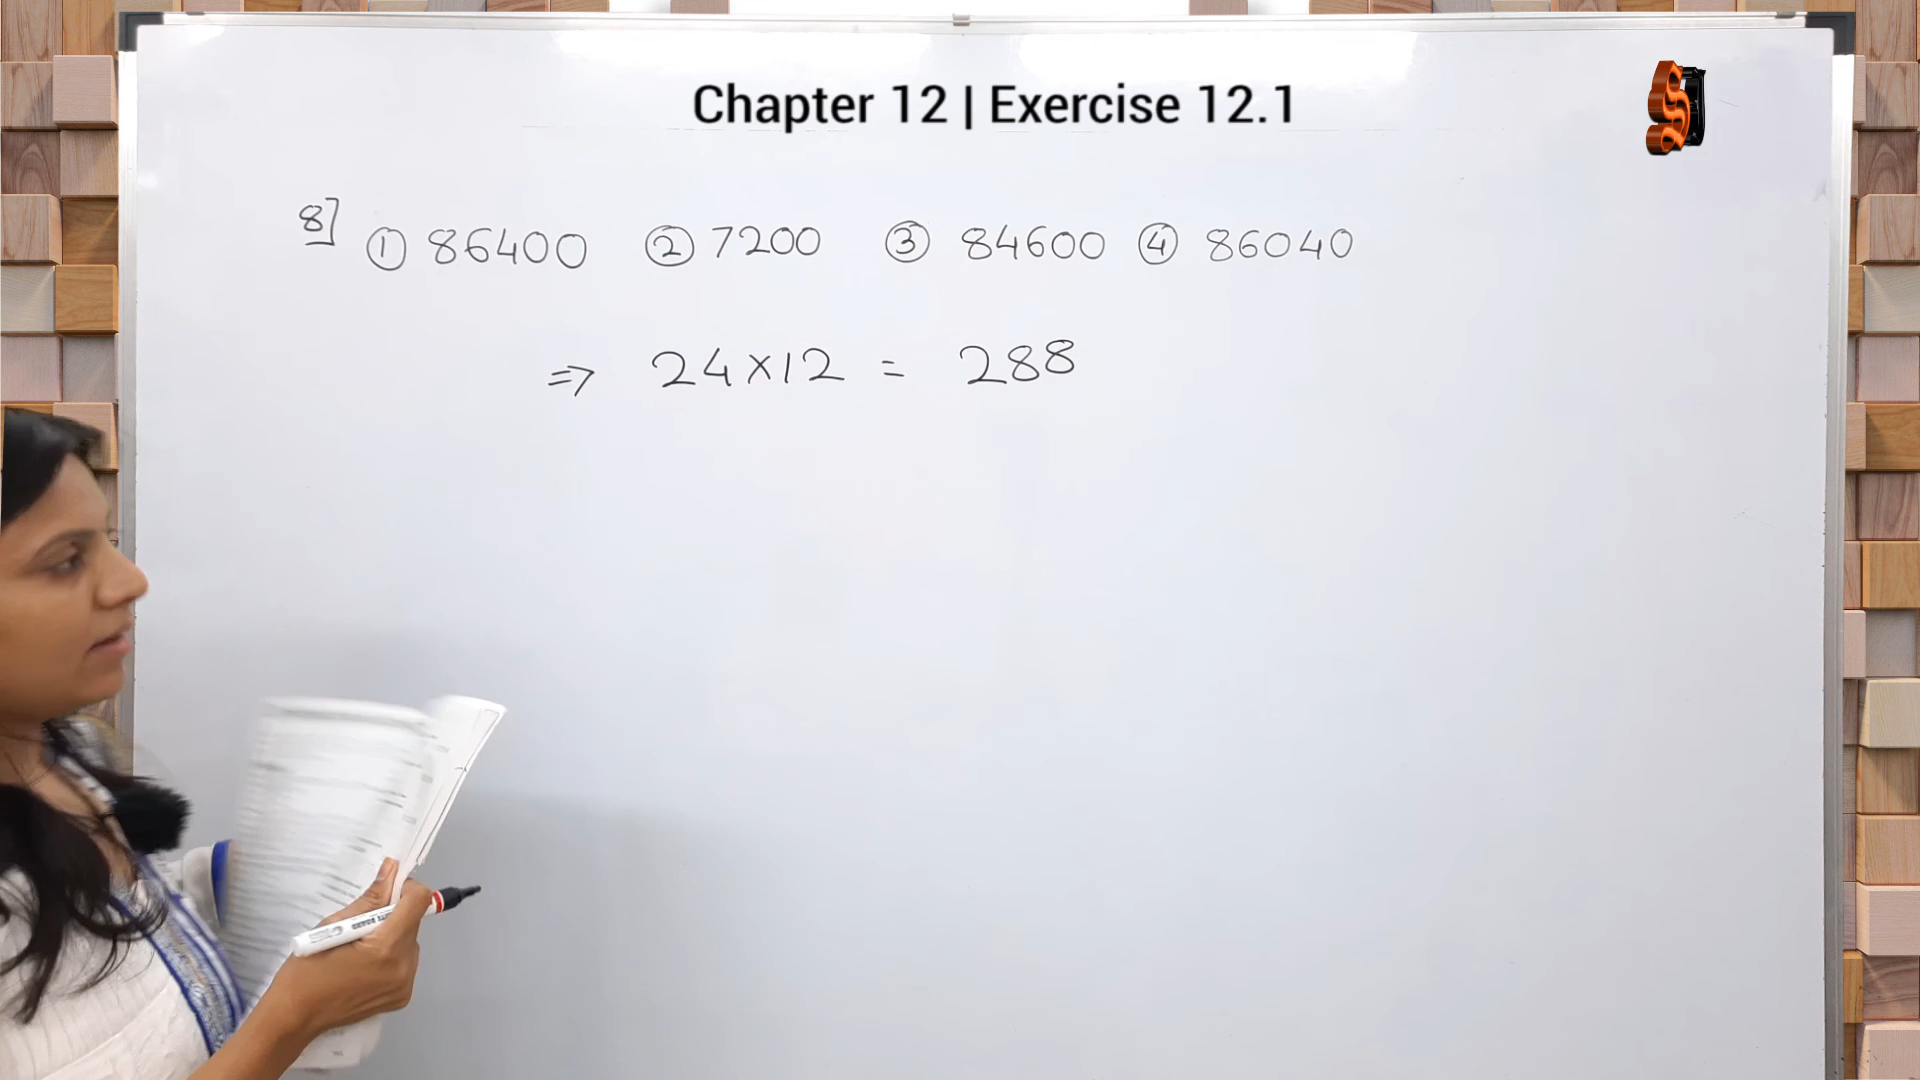 Chapter 12 | Exercise 12.1
8] ① 86400 ② 7200 ③ 84600 ④ 86040
⇒ 24×12 = 288